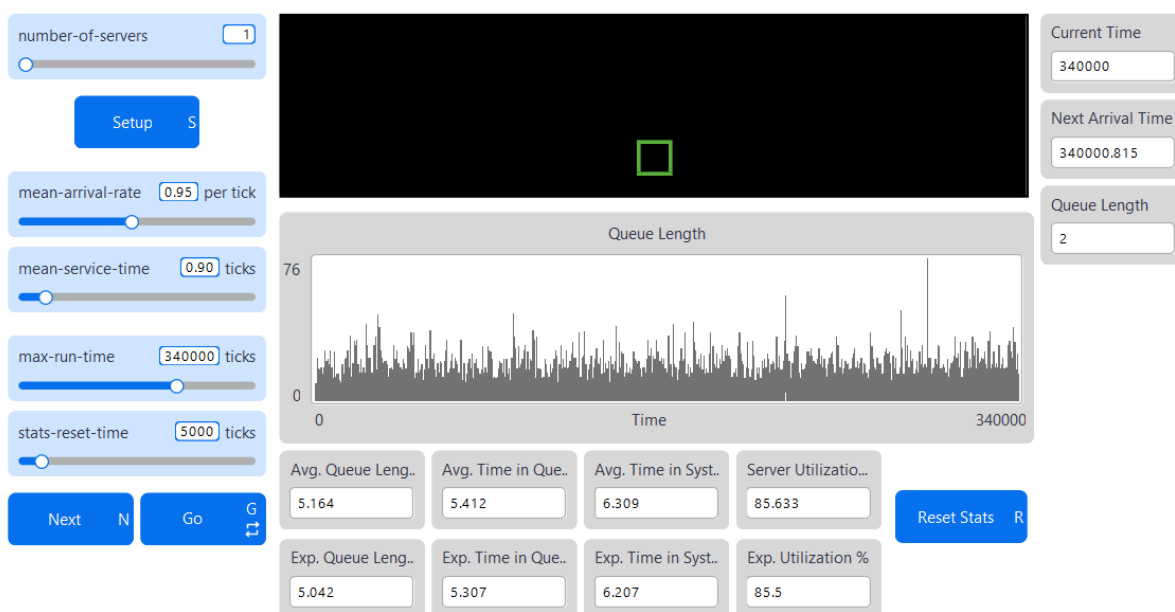 number-of-servers 1
Setup S
mean-arrival-rate 0.95 per tick
mean-service-time 0.90 ticks
max-run-time 340000 ticks
stats-reset-time 5000 ticks
Next N
Go G
Queue Length
76
0
0 Time 340000
Avg. Queue Leng.. Avg. Time in Que.. Avg. Time in Syst.. Server Utilizatio...
5.164 5.412 6.309 85.633
Exp. Queue Leng.. Exp. Time in Que.. Exp. Time in Syst.. Exp. Utilization %
5.042 5.307 6.207 85.5
Reset Stats R
Current Time
340000
Next Arrival Time
340000.815
Queue Length
2